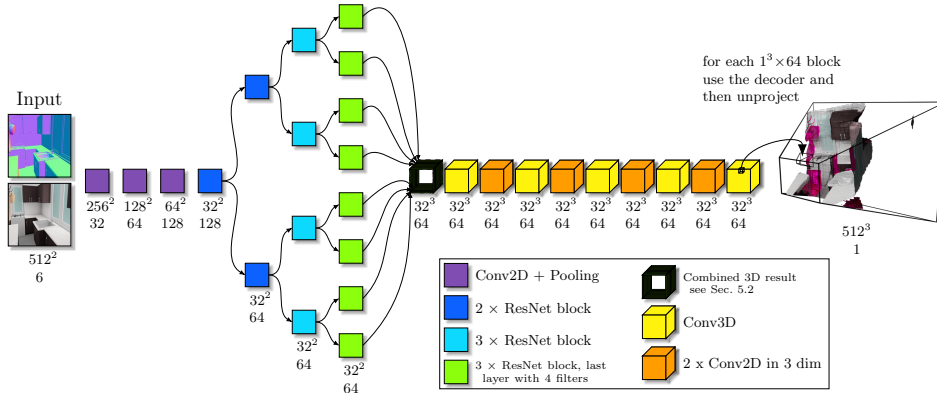 Input
512²
6
256²
32
128²
64
64²
128
32²
128
32²
64
32²
64
32²
64
32³
64
32³
64
32³
64
32³
64
32³
64
32³
64
32³
64
32³
64
32³
64
32³
64
for each 1³×64 block
use the decoder and
then unproject
512³
1
Conv2D + Pooling
2 × ResNet block
3 × ResNet block
3 × ResNet block, last
layer with 4 filters
Combined 3D result
see Sec. 5.2
Conv3D
2 x Conv2D in 3 dim